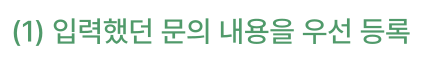 (1) 입력했던 문의 내용을 우선 등록